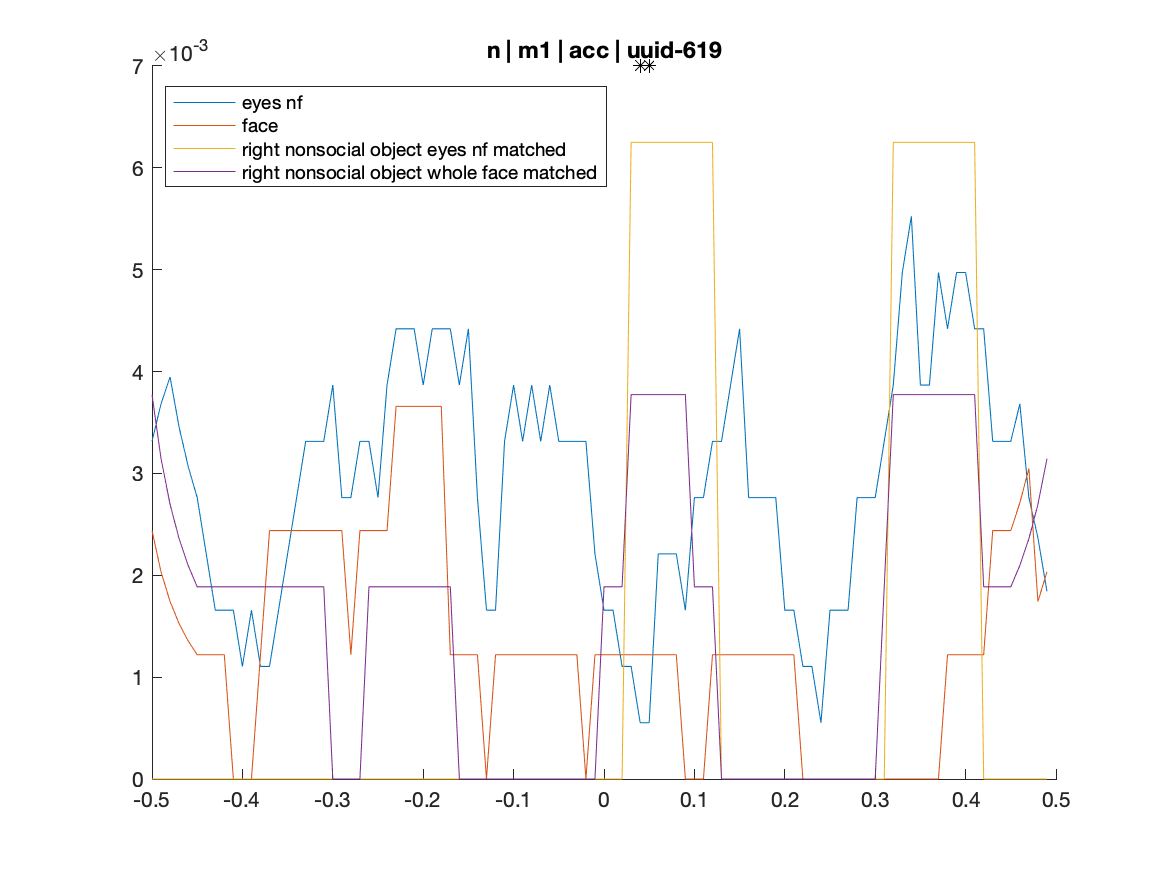 n | m1 | acc | uuid-619
×10-3
**
eyes nf
face
right nonsocial object eyes nf matched
right nonsocial object whole face matched
7
6
5
4
3
2
1
0
-0.5 -0.4 -0.3 -0.2 -0.1 0 0.1 0.2 0.3 0.4 0.5